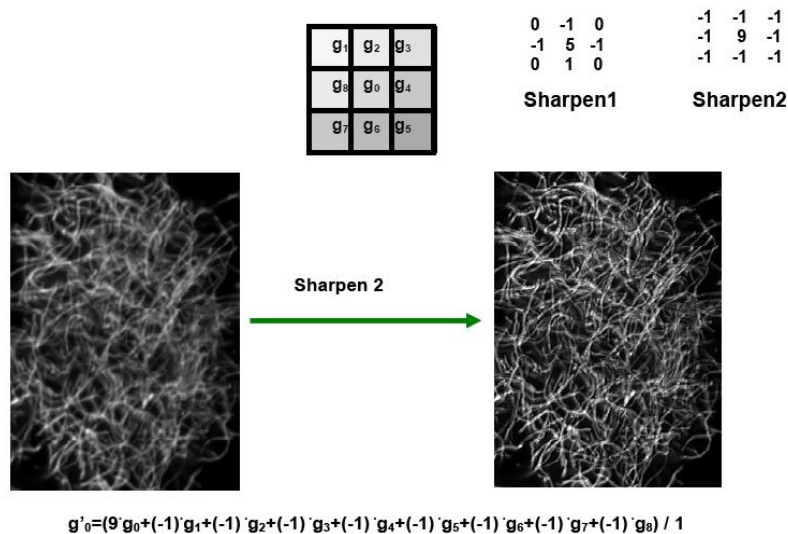 g1 g2 g3
g8 g0 g4
g7 g6 g5
0 -1 0
-1 5 -1
0 1 0
Sharpen1
-1 -1 -1
-1 9 -1
-1 -1 -1
Sharpen2
Sharpen 2
g'0=(9·g0+(-1)·g1+(-1)·g2+(-1)·g3+(-1)·g4+(-1)·g5+(-1)·g6+(-1)·g7+(-1)·g8) / 1